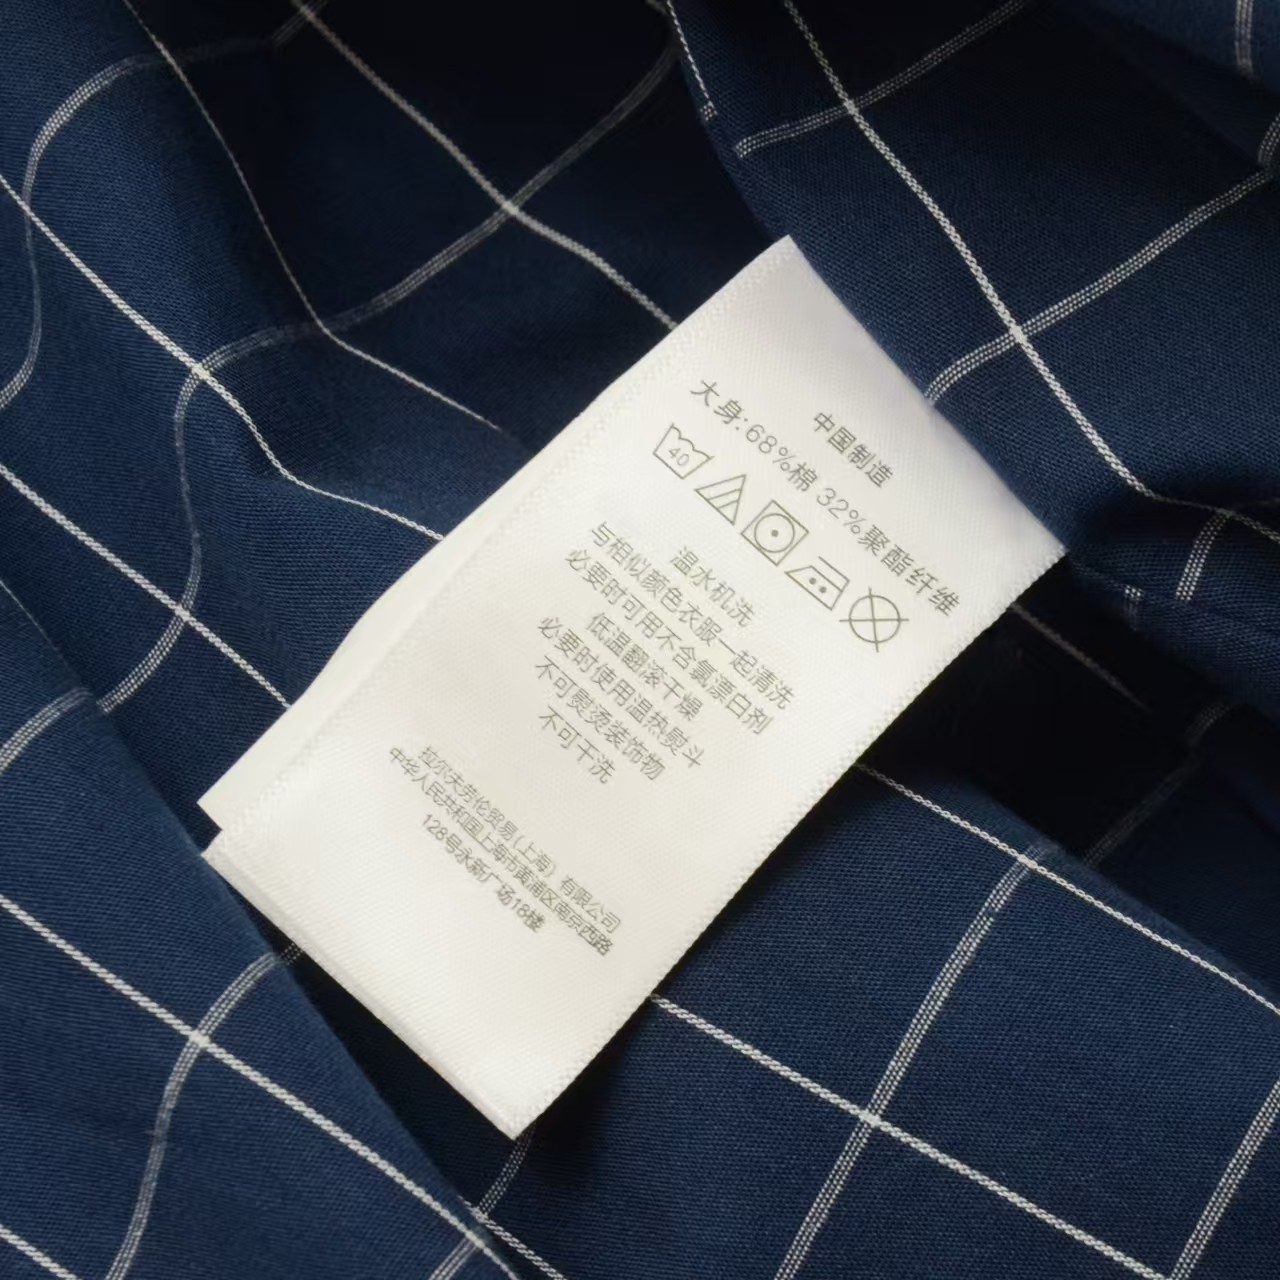 中国制造
大身:68%棉 32%聚酯纤维
40
温水机洗
与相似颜色衣服一起清洗
必要时可用不含氯漂白剂
低温翻滚干燥
必要时使用温热熨斗
不可熨烫装饰物
不可干洗
拉尔夫劳伦贸易(上海)有限公司
中华人民共和国上海市黄浦区南京西路
128号永新广场18楼